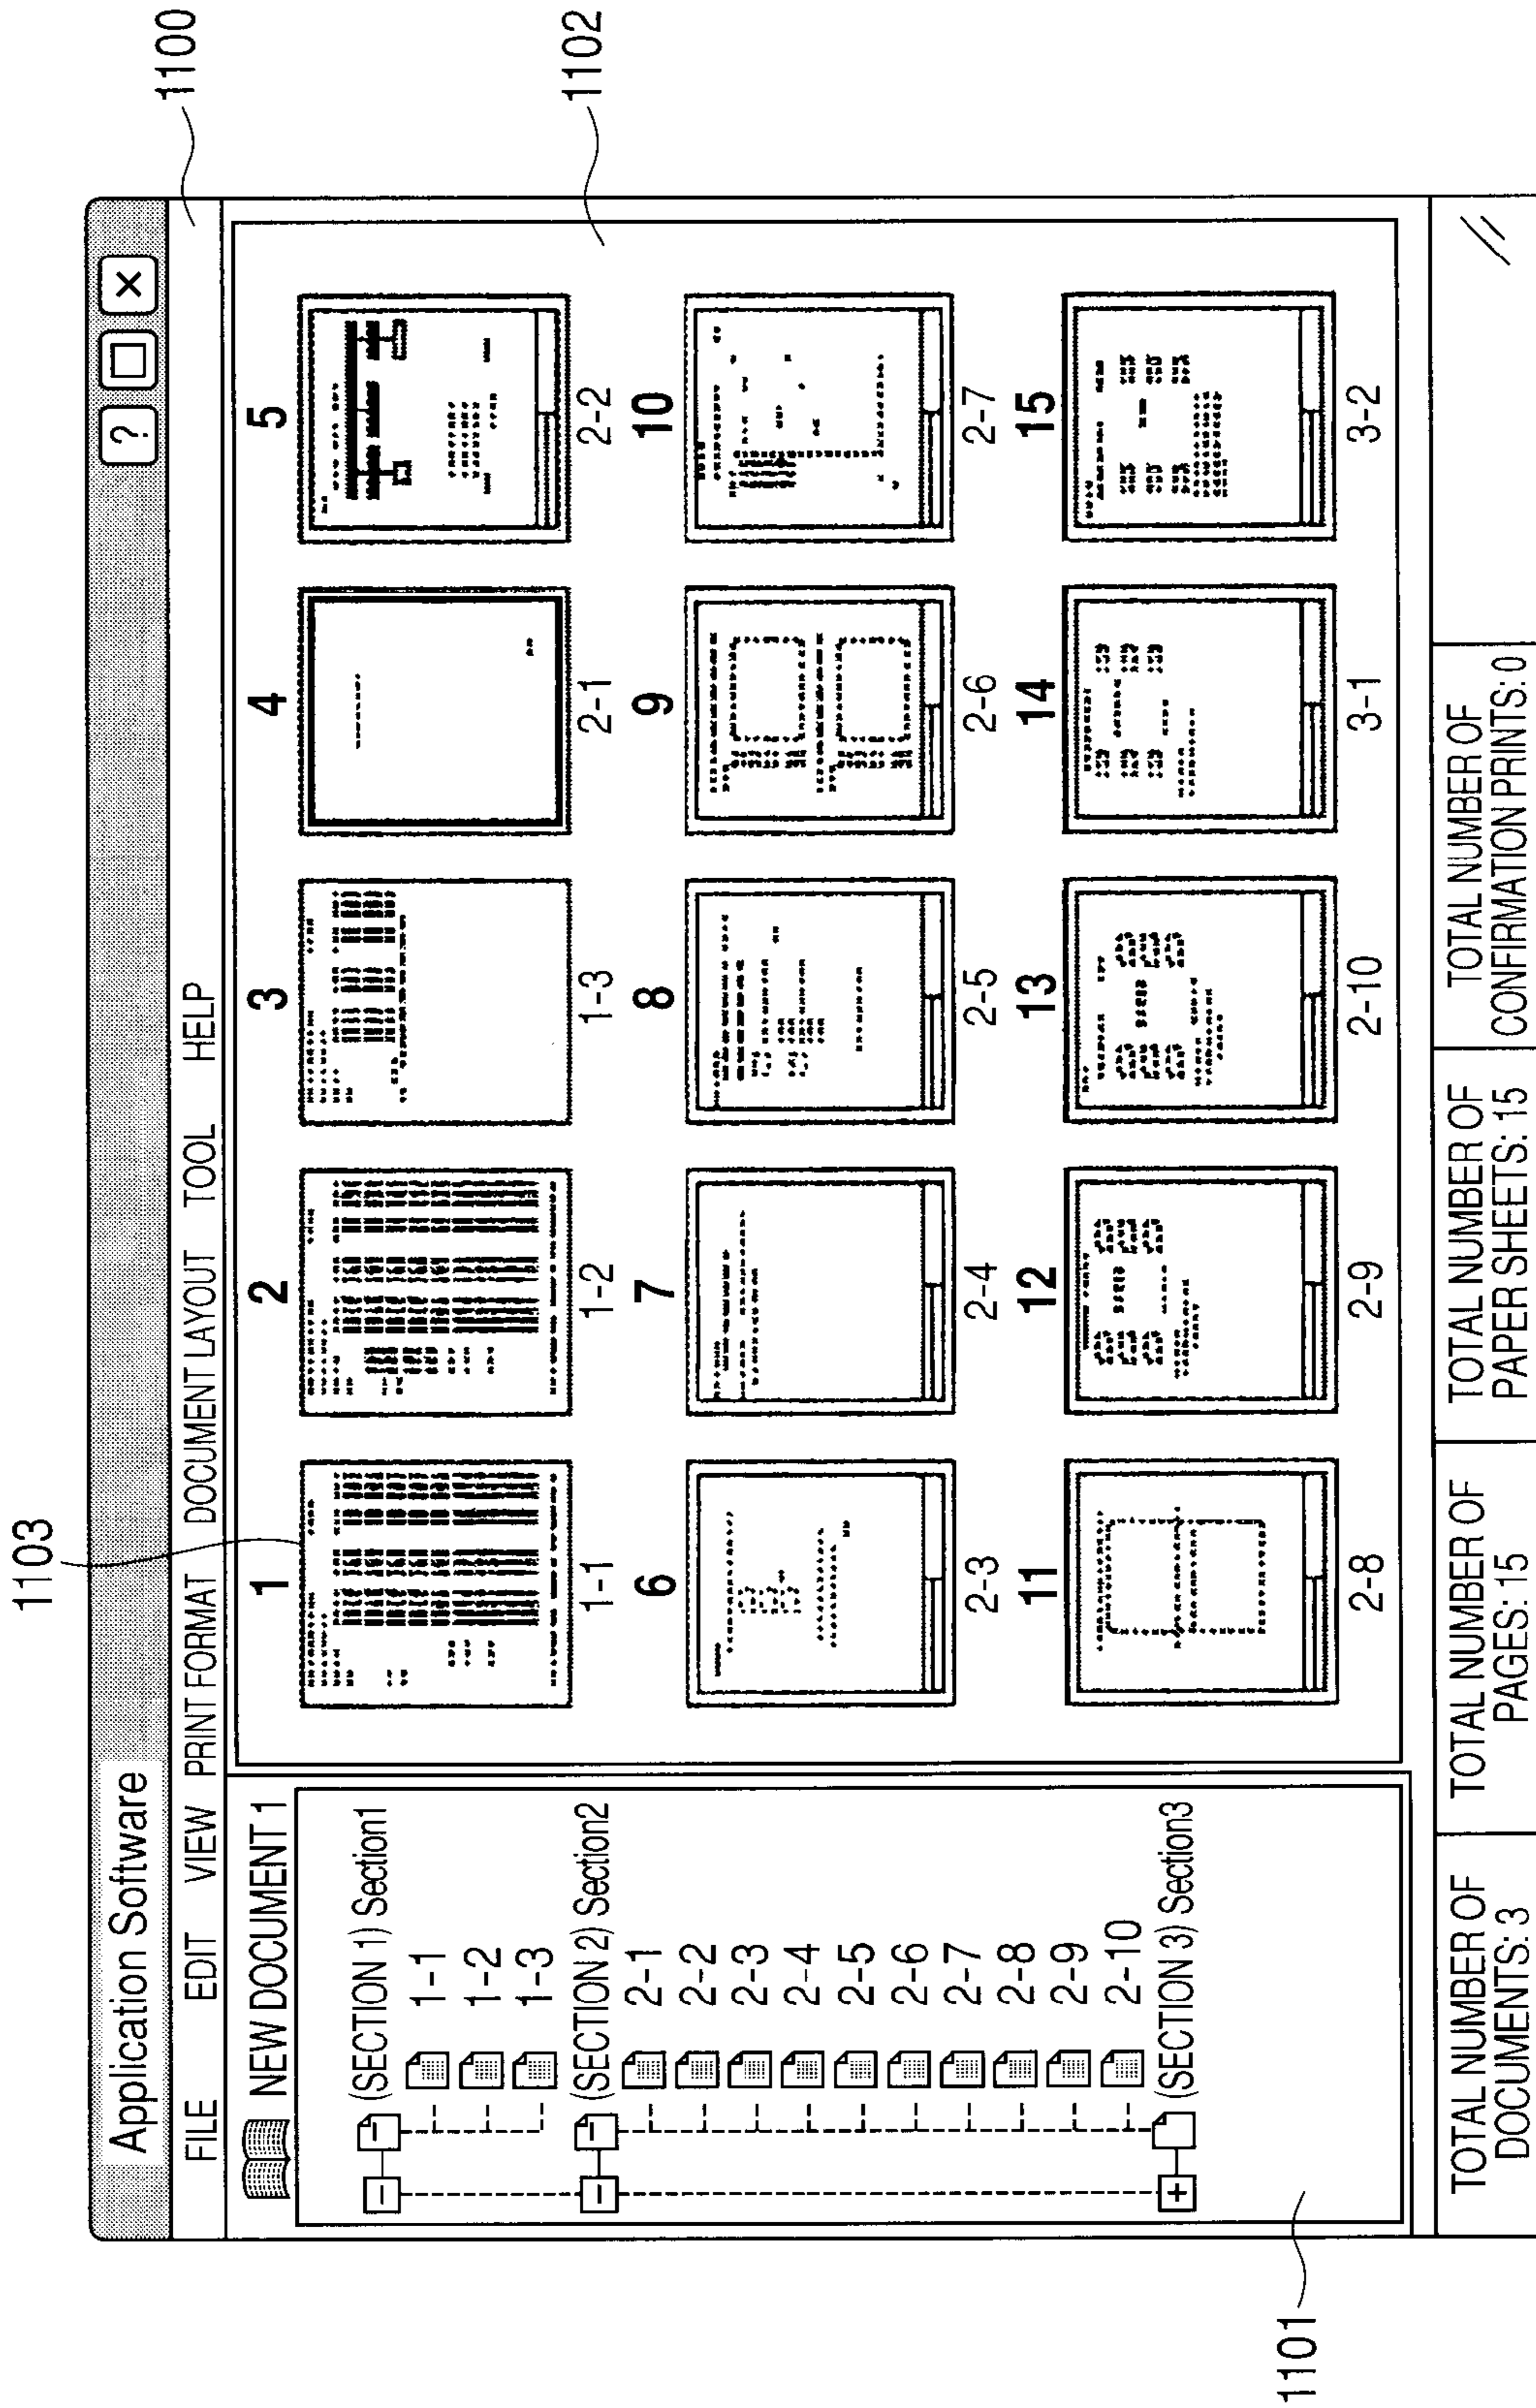 1103
1100
1102
1101
Application Software
? ×
FILE EDIT VIEW PRINT FORMAT DOCUMENT LAYOUT TOOL HELP
NEW DOCUMENT 1
(SECTION 1) Section1
1-1
1-2
1-3
(SECTION 2) Section2
2-1
2-2
2-3
2-4
2-5
2-6
2-7
2-8
2-9
2-10
(SECTION 3) Section3
1 2 3 4 5
1-1 1-2 1-3 2-1 2-2
6 7 8 9 10
2-3 2-4 2-5 2-6 2-7
11 12 13 14 15
2-8 2-9 2-10 3-1 3-2
TOTAL NUMBER OF
DOCUMENTS: 3
TOTAL NUMBER OF
PAGES: 15
TOTAL NUMBER OF
PAPER SHEETS: 15
TOTAL NUMBER OF
CONFIRMATION PRINTS: 0